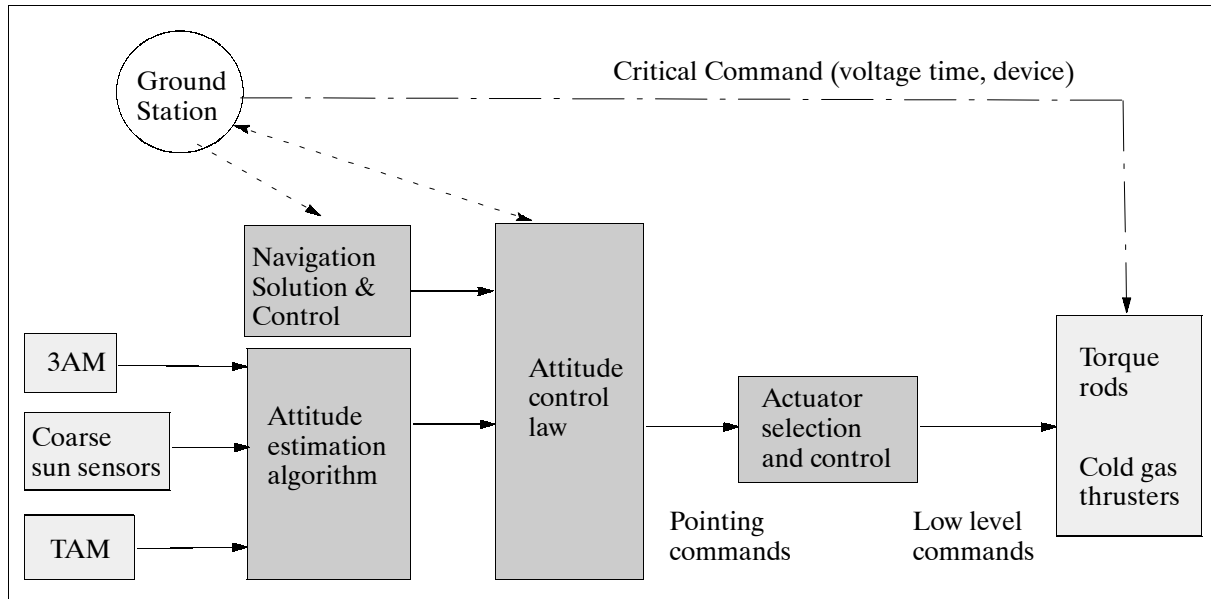 Ground
Station
Critical Command (voltage time, device)
Navigation
Solution &
Control
3AM
Coarse
sun sensors
TAM
Attitude
estimation
algorithm
Attitude
control
law
Actuator
selection
and control
Pointing
commands
Low level
commands
Torque
rods
Cold gas
thrusters